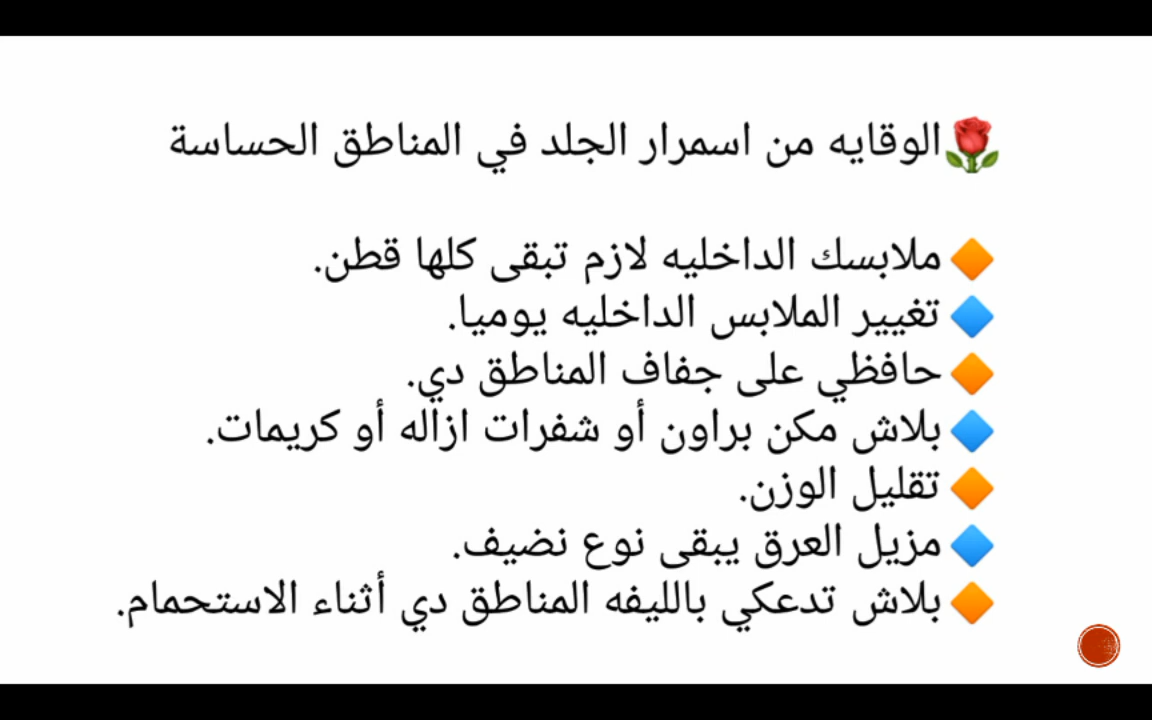 🌹الوقايه من اسمرار الجلد في المناطق الحساسة
🔶ملابسك الداخليه لازم تبقى كلها قطن.
🔷تغيير الملابس الداخليه يوميا.
🔶حافظي على جفاف المناطق دي.
🔷بلاش مكن براون أو شفرات ازاله أو كريمات.
🔶تقليل الوزن.
🔷مزيل العرق يبقى نوع نضيف.
🔶بلاش تدعكي بالليفه المناطق دي أثناء الاستحمام.